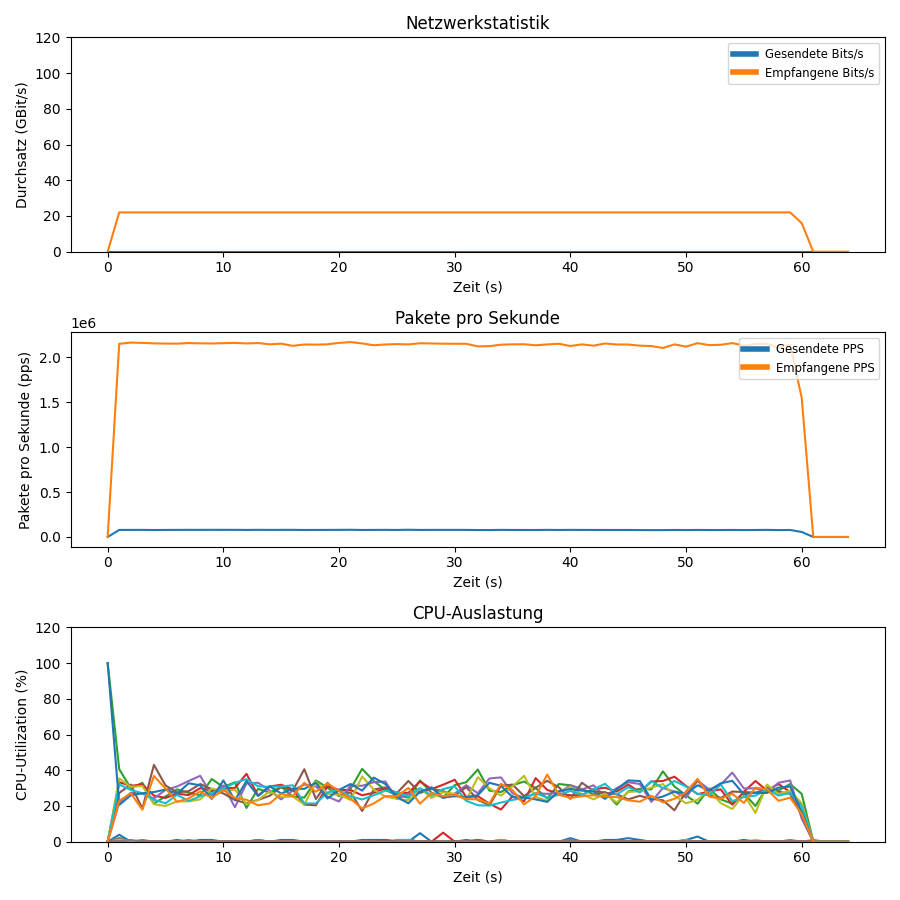 Netzwerkstatistik
120
100
80
60
40
20
0
Durchsatz (GBit/s)
Gesendete Bits/s
Empfangene Bits/s
0 10 20 30 40 50 60
Zeit (s)
Pakete pro Sekunde
1e6
2.0
1.5
1.0
0.5
0.0
Pakete pro Sekunde (pps)
Gesendete PPS
Empfangene PPS
0 10 20 30 40 50 60
Zeit (s)
CPU-Auslastung
120
100
80
60
40
20
0
CPU-Utilization (%)
0 10 20 30 40 50 60
Zeit (s)